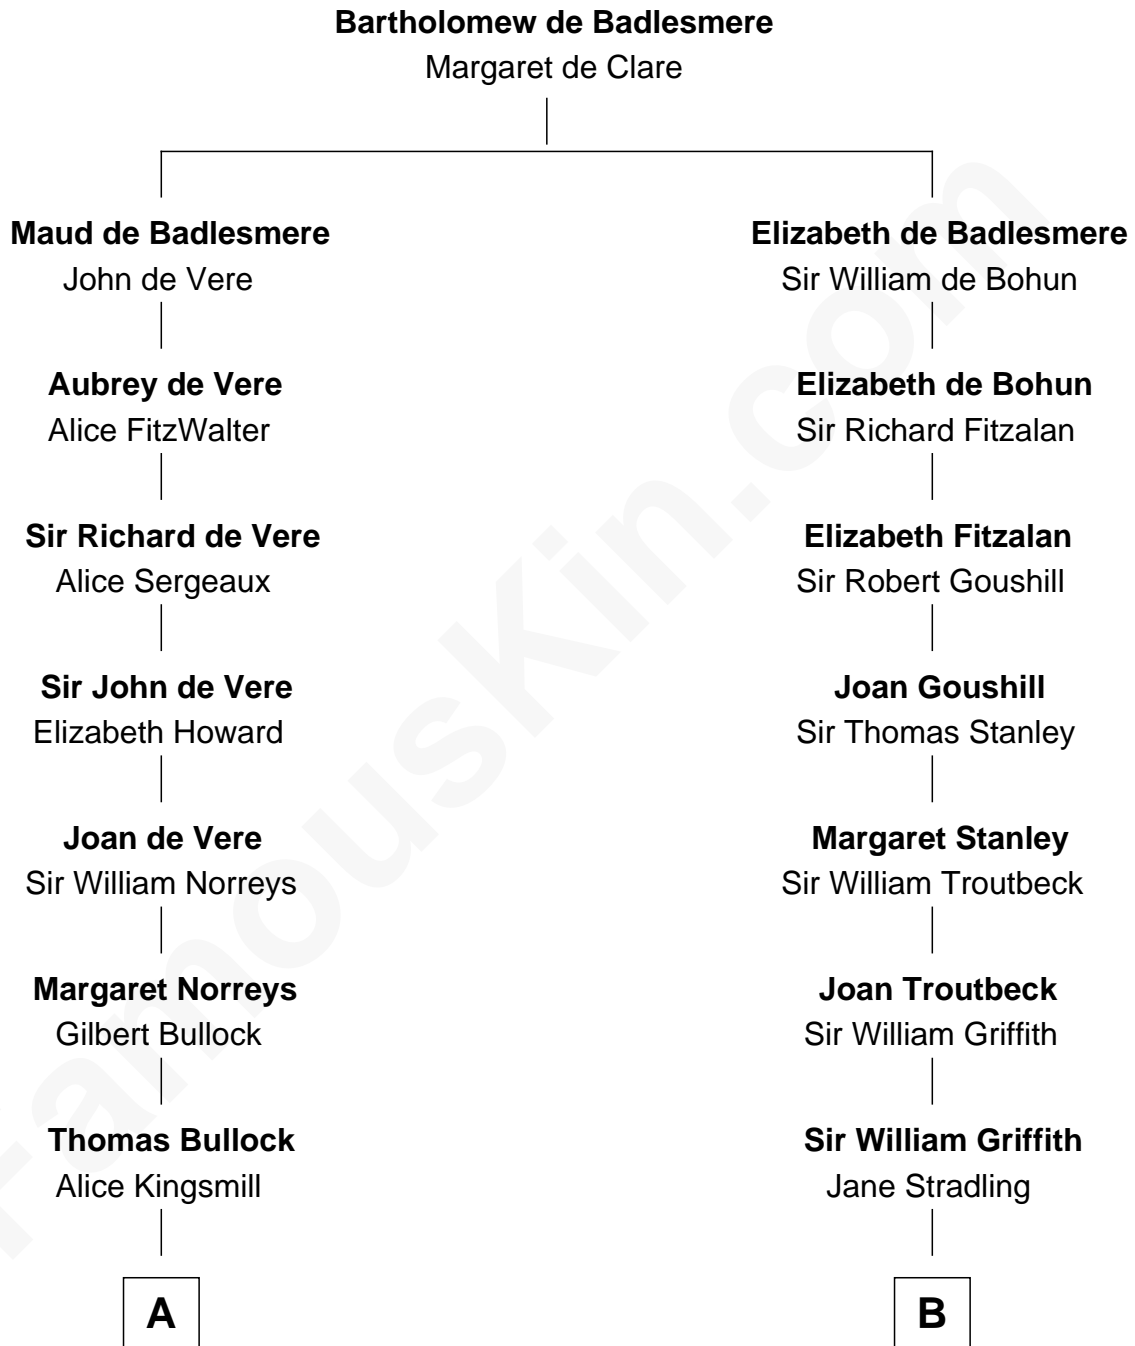 Bartholomew de Badlesmere
Margaret de Clare
Maud de Badlesmere
John de Vere
Elizabeth de Badlesmere
Sir William de Bohun
Aubrey de Vere
Alice FitzWalter
Elizabeth de Bohun
Sir Richard Fitzalan
Sir Richard de Vere
Alice Sergeaux
Elizabeth Fitzalan
Sir Robert Goushill
Sir John de Vere
Elizabeth Howard
Joan Goushill
Sir Thomas Stanley
Joan de Vere
Sir William Norreys
Margaret Stanley
Sir William Troutbeck
Margaret Norreys
Gilbert Bullock
Joan Troutbeck
Sir William Griffith
Thomas Bullock
Alice Kingsmill
Sir William Griffith
Jane Stradling
A
B
FamousKin.com